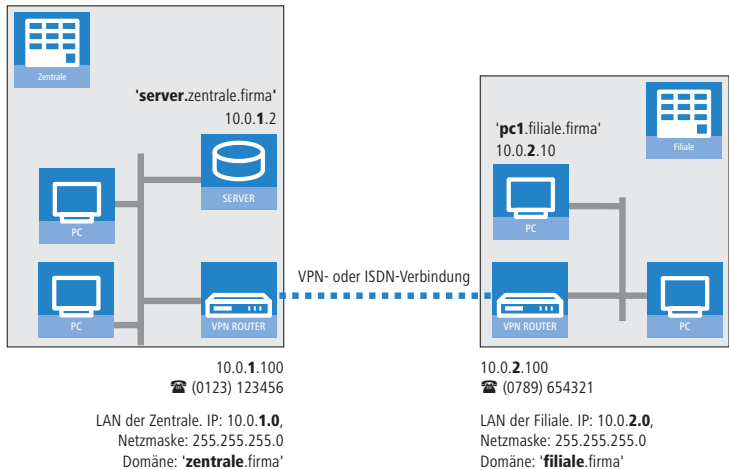 Zentrale
'server.zentrale.firma'
10.0.1.2
SERVER
PC
PC
VPN ROUTER
10.0.1.100
☎ (0123) 123456
LAN der Zentrale. IP: 10.0.1.0,
Netzmaske: 255.255.255.0
Domäne: 'zentrale.firma'
VPN- oder ISDN-Verbindung
Filiale
'pc1.filiale.firma'
10.0.2.10
PC
VPN ROUTER
PC
10.0.2.100
☎ (0789) 654321
LAN der Filiale. IP: 10.0.2.0,
Netzmaske: 255.255.255.0
Domäne: 'filiale.firma'